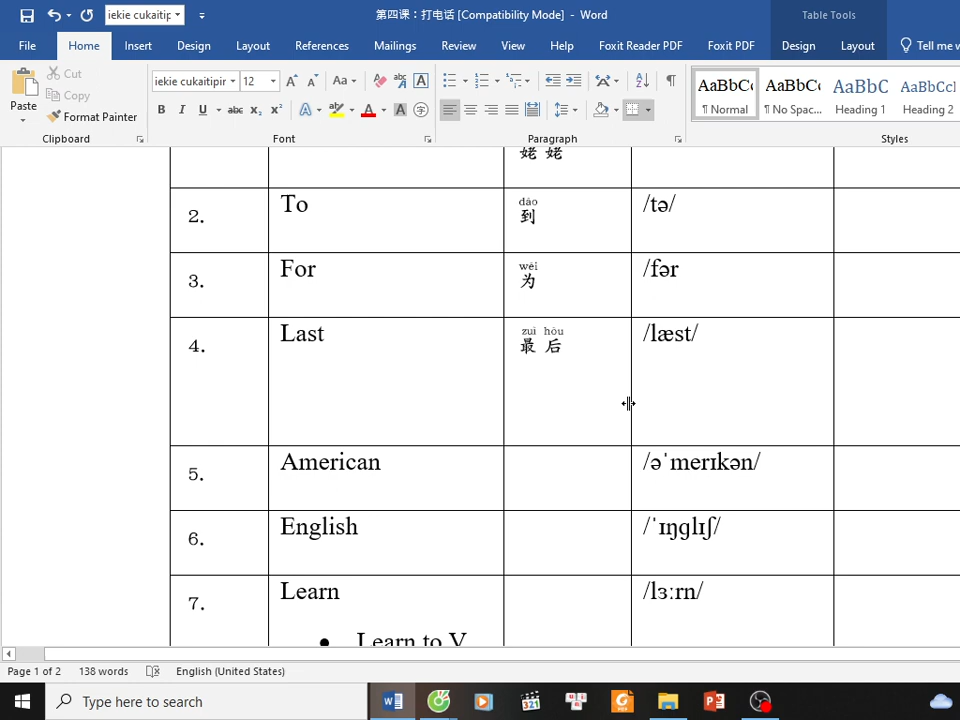 iekie cukaitip
第四课：打电话 [Compatibility Mode] - Word
Table Tools
File Home Insert Design Layout References Mailings Review View Help Foxit Reader PDF Foxit PDF Design Layout Tell me
Paste
Cut
Copy
Format Painter
iekie cukaitipir 12
AaBbCc AaBbCc AaBbC AaBbCcl
¶ Normal ¶ No Spac... Heading 1 Heading 2
Clipboard Font Paragraph Styles
姥姥
2. To dào 到 /tə/
3. For wèi 为 /fər
4. Last zuì hòu 最后 /læst/
5. American /əˈmerɪkən/
6. English /ˈɪŋɡlɪʃ/
7. Learn /lɜːrn/
• Learn to V
Page 1 of 2 138 words English (United States)
Type here to search
321